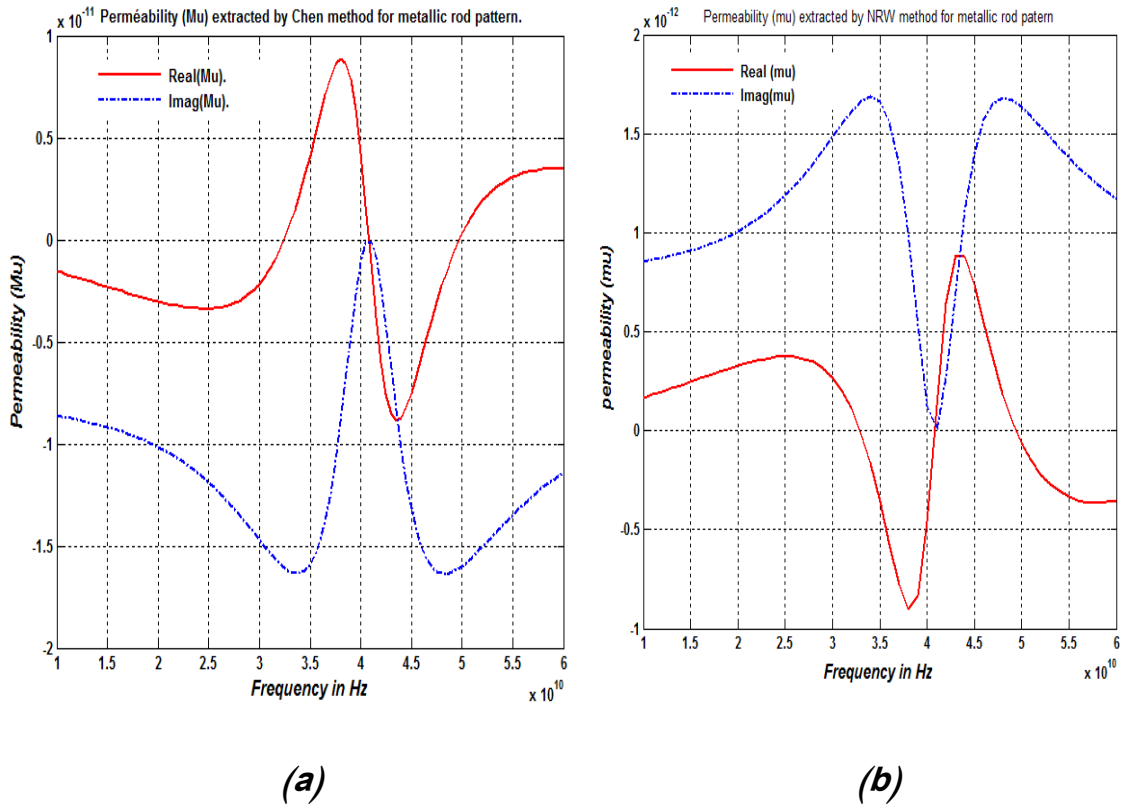 x 10^-11 Perméability (Mu) extracted by Chen method for metallic rod pattern.
1
0.5
0
-0.5
-1
-1.5
-2
Permeability (Mu)
Real(Mu).
Imag(Mu).
1 1.5 2 2.5 3 3.5 4 4.5 5 5.5 6
Frequency in Hz
x 10^10
(a)
x 10^-12 Permeability (mu) extracted by NRW method for metallic rod patern
2
1.5
1
0.5
0
-0.5
-1
permeability (mu)
Real (mu)
Imag(mu)
1 1.5 2 2.5 3 3.5 4 4.5 5 5.5 6
Frequency in Hz
x 10^10
(b)